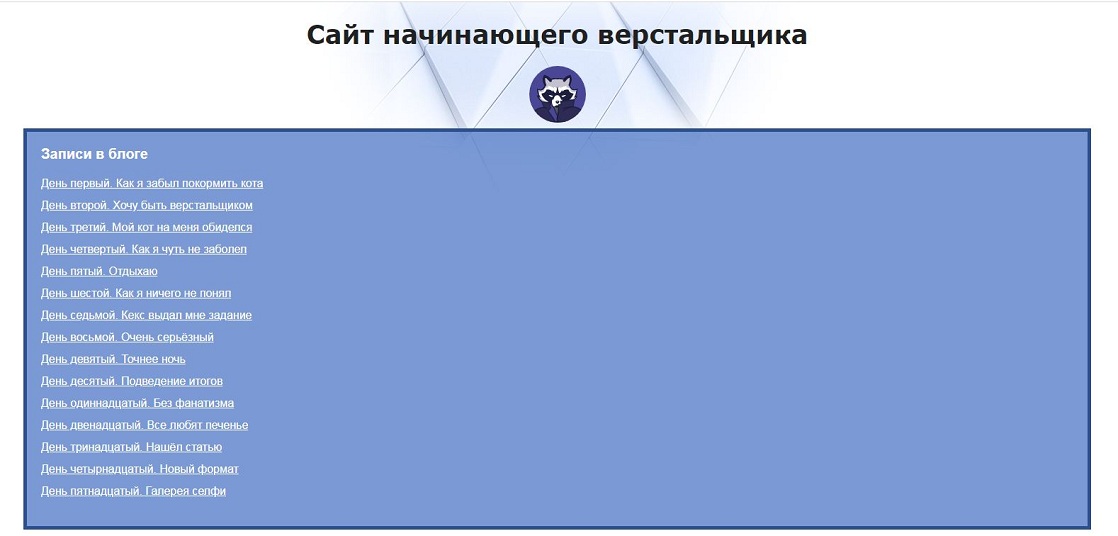 Сайт начинающего верстальщика
Записи в блоге
День первый. Как я забыл покормить кота
День второй. Хочу быть верстальщиком
День третий. Мой кот на меня обиделся
День четвертый. Как я чуть не заболел
День пятый. Отдыхаю
День шестой. Как я ничего не понял
День седьмой. Кекс выдал мне задание
День восьмой. Очень серьёзный
День девятый. Точнее ночь
День десятый. Подведение итогов
День одиннадцатый. Без фанатизма
День двенадцатый. Все любят печенье
День тринадцатый. Нашёл статью
День четырнадцатый. Новый формат
День пятнадцатый. Галерея селфи